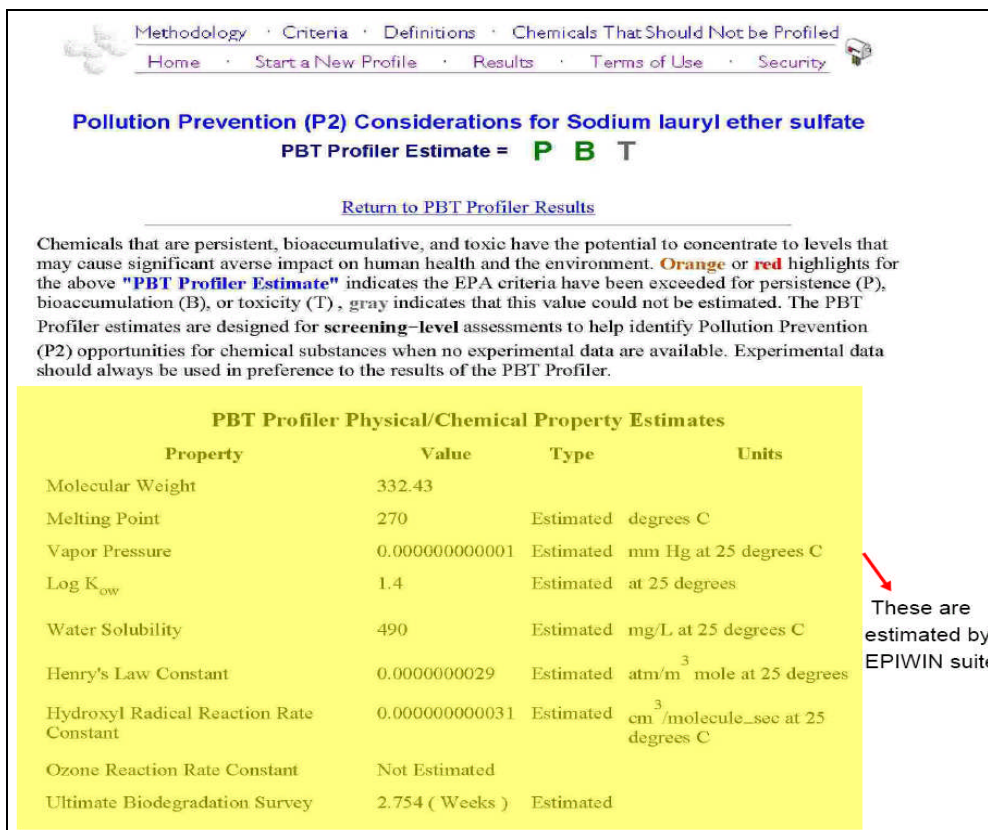 Methodology · Criteria · Definitions · Chemicals That Should Not be Profiled
Home · Start a New Profile · Results · Terms of Use · Security
Pollution Prevention (P2) Considerations for Sodium lauryl ether sulfate
PBT Profiler Estimate = P B T
Return to PBT Profiler Results
Chemicals that are persistent, bioaccumulative, and toxic have the potential to concentrate to levels that
may cause significant averse impact on human health and the environment. Orange or red highlights for
the above "PBT Profiler Estimate" indicates the EPA criteria have been exceeded for persistence (P),
bioaccumulation (B), or toxicity (T) , gray indicates that this value could not be estimated. The PBT
Profiler estimates are designed for screening-level assessments to help identify Pollution Prevention
(P2) opportunities for chemical substances when no experimental data are available. Experimental data
should always be used in preference to the results of the PBT Profiler.
PBT Profiler Physical/Chemical Property Estimates
Property Value Type Units
Molecular Weight 332.43
Melting Point 270 Estimated degrees C
Vapor Pressure 0.000000000001 Estimated mm Hg at 25 degrees C
Log Kow 1.4 Estimated at 25 degrees
Water Solubility 490 Estimated mg/L at 25 degrees C
Henry's Law Constant 0.0000000029 Estimated atm/m3 mole at 25 degrees
Hydroxyl Radical Reaction Rate 0.000000000031 Estimated cm3/molecule_sec at 25
Constant degrees C
Ozone Reaction Rate Constant Not Estimated
Ultimate Biodegradation Survey 2.754 ( Weeks ) Estimated
These are
estimated by
EPIWIN suite